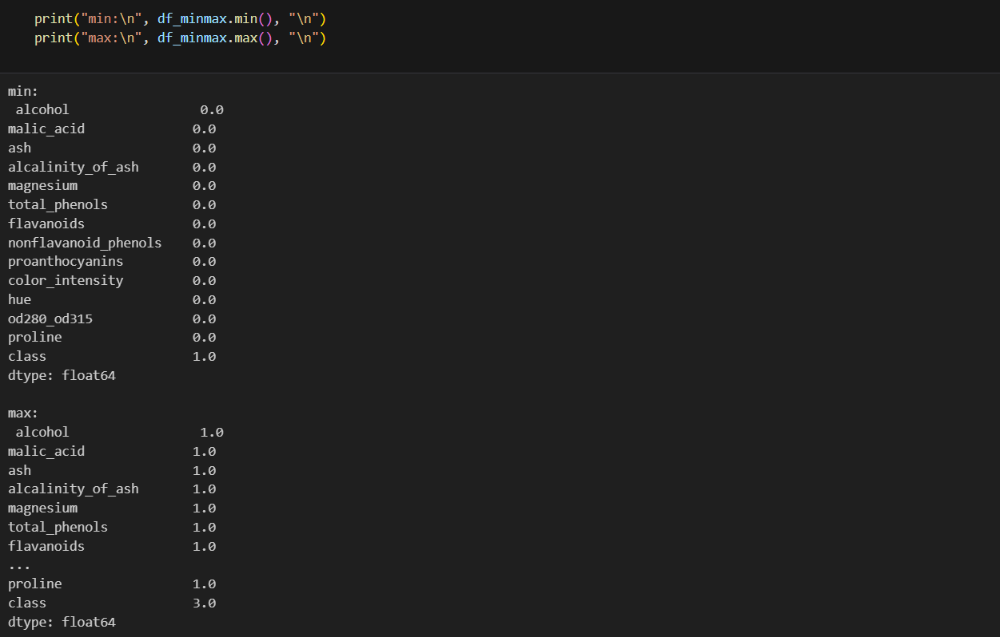 print("min:\n", df_minmax.min(), "\n")
print("max:\n", df_minmax.max(), "\n")
min:
 alcohol                 0.0
malic_acid              0.0
ash                     0.0
alcalinity_of_ash       0.0
magnesium               0.0
total_phenols           0.0
flavanoids              0.0
nonflavanoid_phenols    0.0
proanthocyanins         0.0
color_intensity         0.0
hue                     0.0
od280_od315             0.0
proline                 0.0
class                   1.0
dtype: float64
max:
 alcohol                 1.0
malic_acid              1.0
ash                     1.0
alcalinity_of_ash       1.0
magnesium               1.0
total_phenols           1.0
flavanoids              1.0
...
proline                 1.0
class                   3.0
dtype: float64